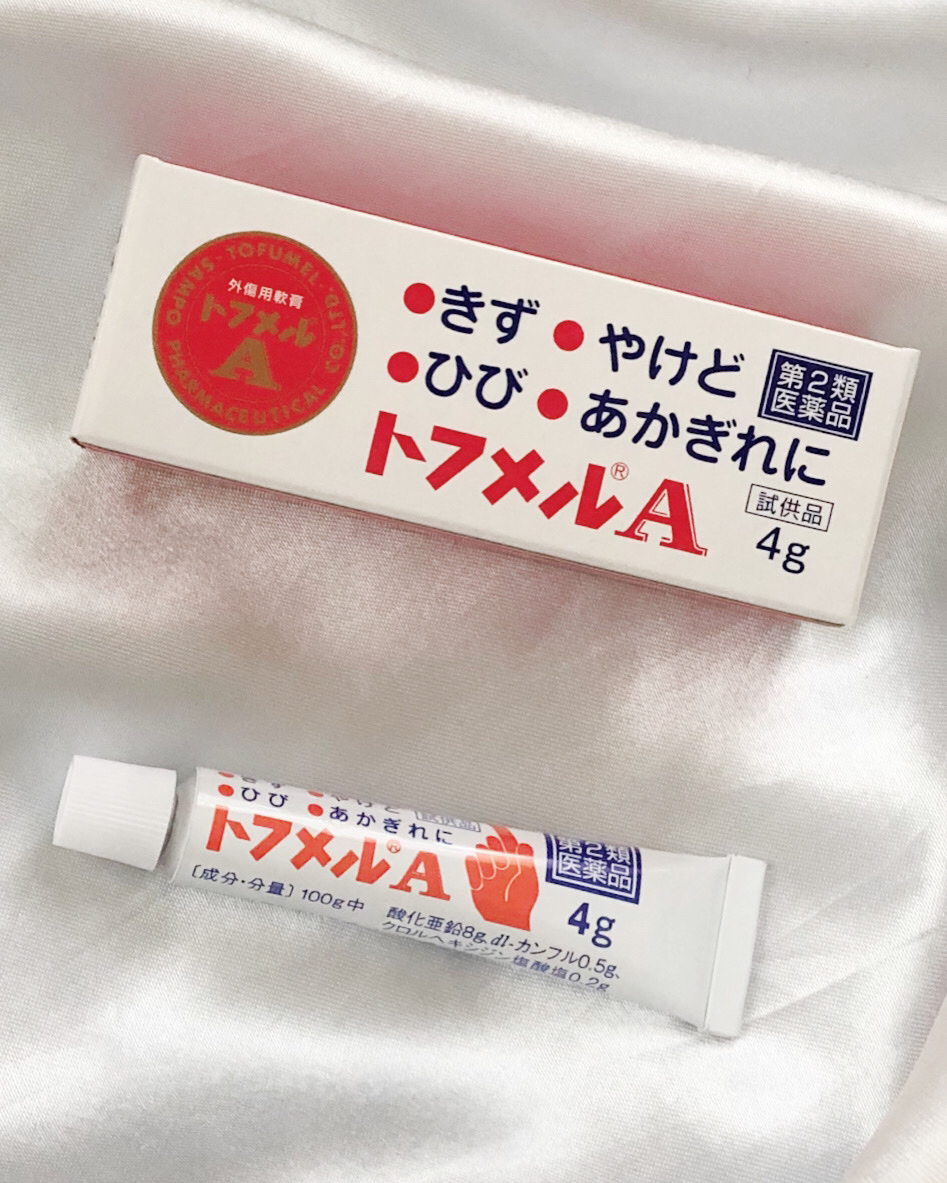 TOFUMEL · SAMPO PHARMACEUTICAL CO.,LTD.
外傷用軟膏
トフメル
A
●きず ●やけど
●ひび ●あかぎれに
第2類
医薬品
トフメル®A
試供品
4g
●きず ●やけど
●ひび ●あかぎれに
試供品
トフメル®A
第2類
医薬品
4g
〔成分・分量〕100g中
酸化亜鉛8g、dl-カンフル0.5g、
クロルヘキシジン塩酸塩0.2g